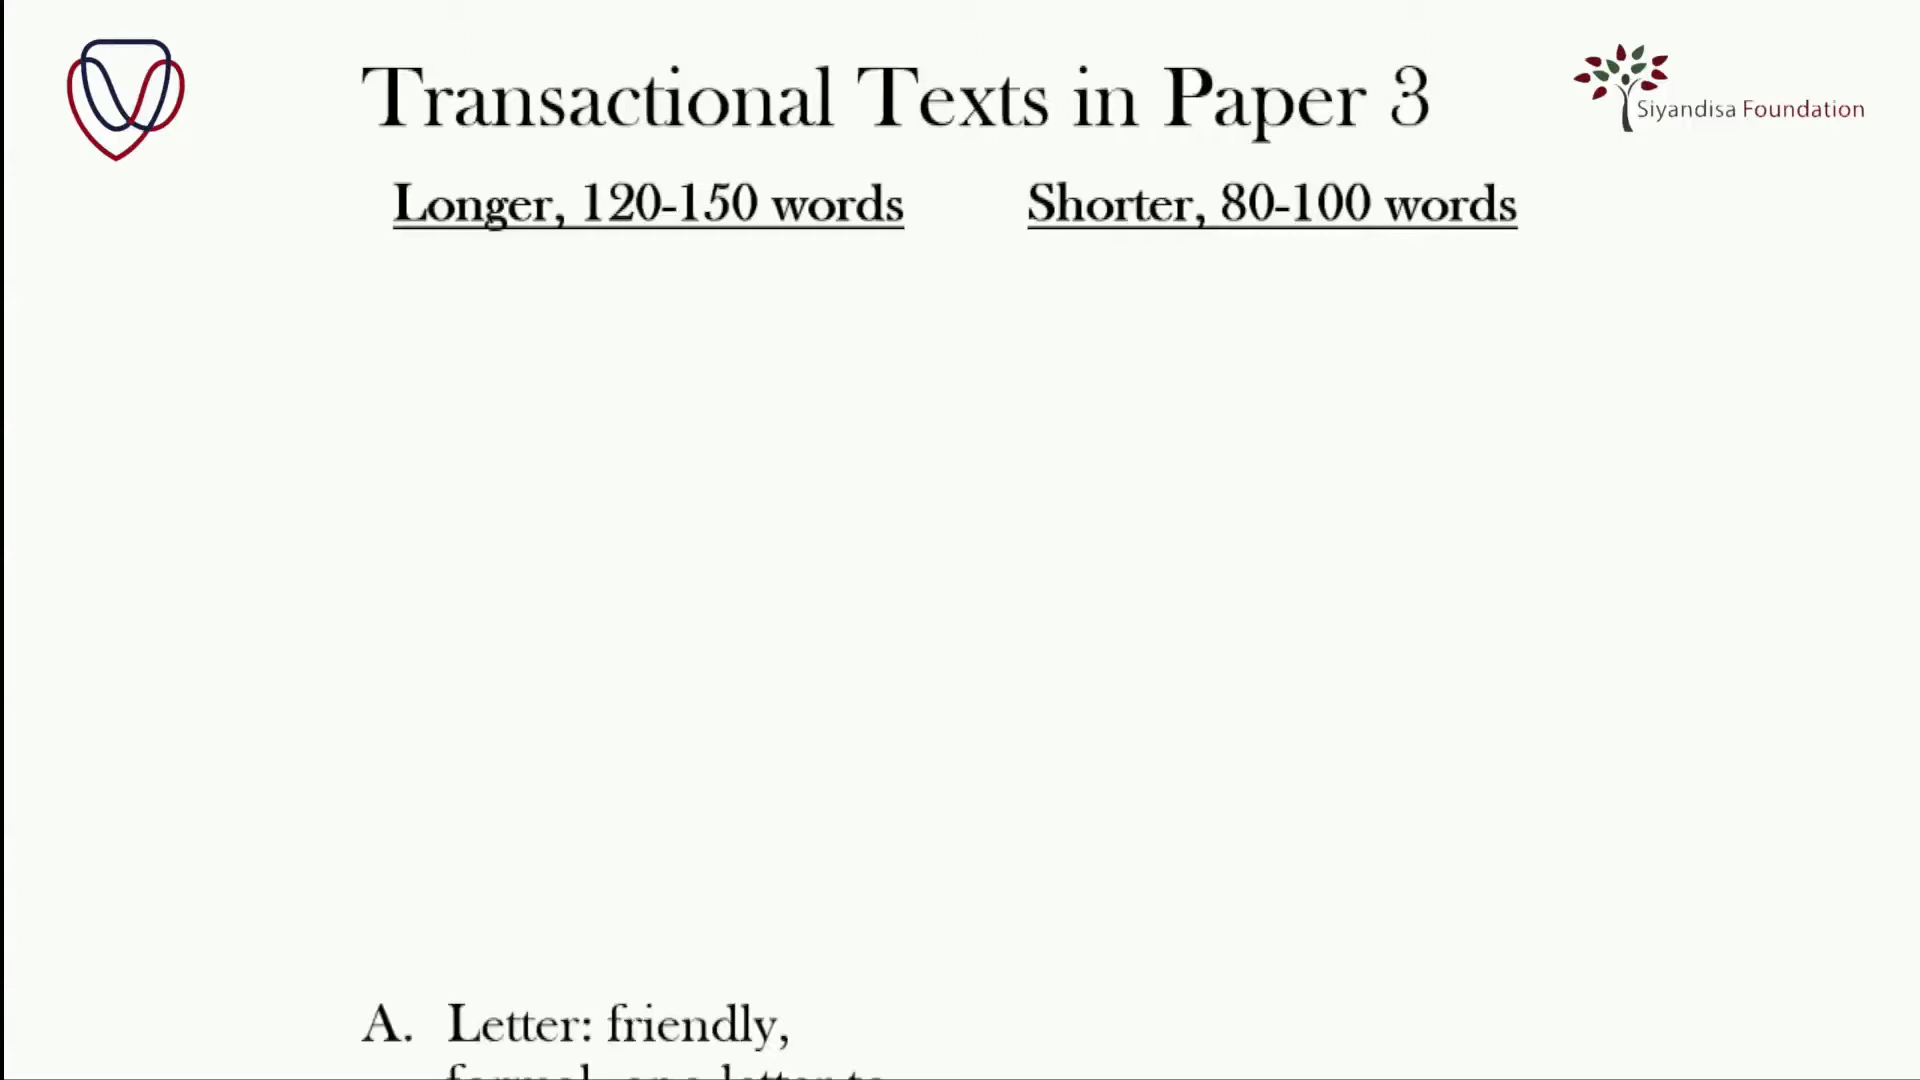 Transactional Texts in Paper 3
Siyandisa Foundation
Longer, 120-150 words
Shorter, 80-100 words
A. Letter: friendly,